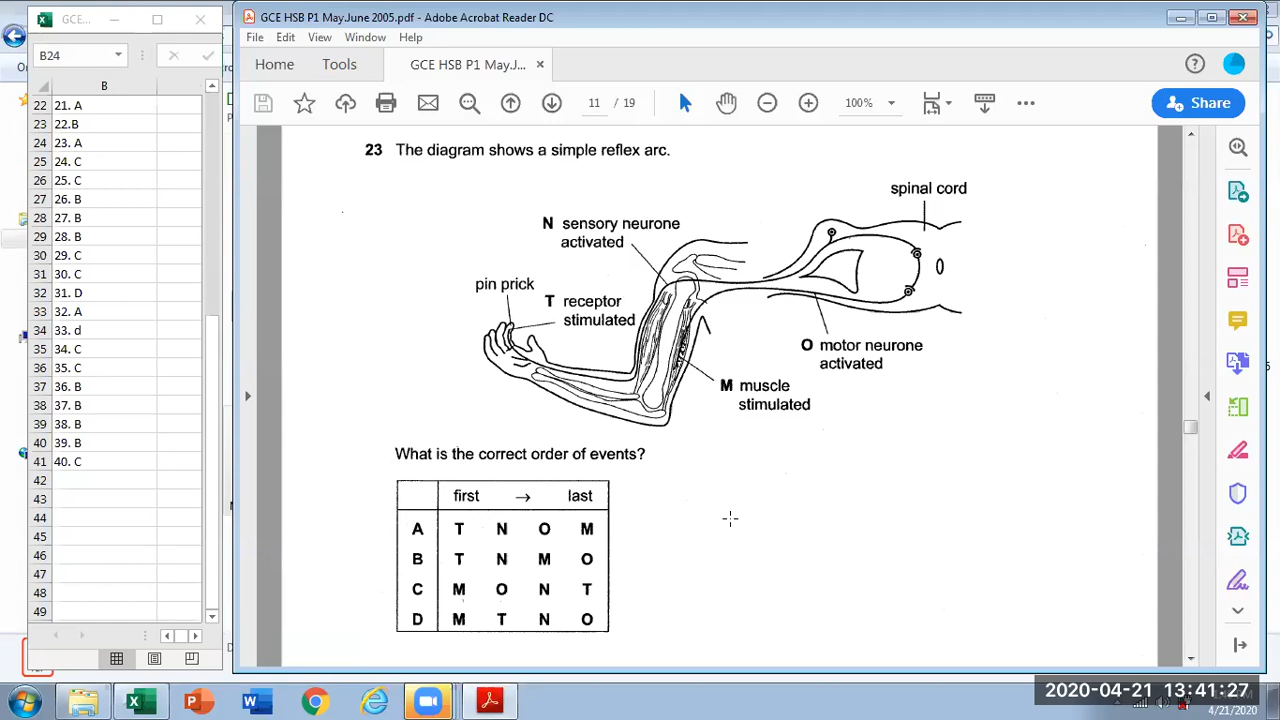 GCE...
GCE HSB P1 May.June 2005.pdf - Adobe Acrobat Reader DC
File Edit View Window Help
Home Tools GCE HSB P1 May.J... ×
B24
11 / 19
100%
Share
B
22 21. A
23 22.B
24 23. A
25 24. C
26 25. C
27 26. B
28 27. B
29 28. B
30 29. C
31 30. C
32 31. D
33 32. A
34 33. d
35 34. C
36 35. C
37 36. B
38 37. B
39 38. B
40 39. B
41 40. C
42
43
44
45
46
47
48
49
23 The diagram shows a simple reflex arc.
spinal cord
N sensory neurone
activated
pin prick
T receptor
stimulated
O motor neurone
activated
M muscle
stimulated
What is the correct order of events?
first → last
A T N O M
B T N M O
C M O N T
D M T N O
2020-04-21 13:41:27
4/21/2020